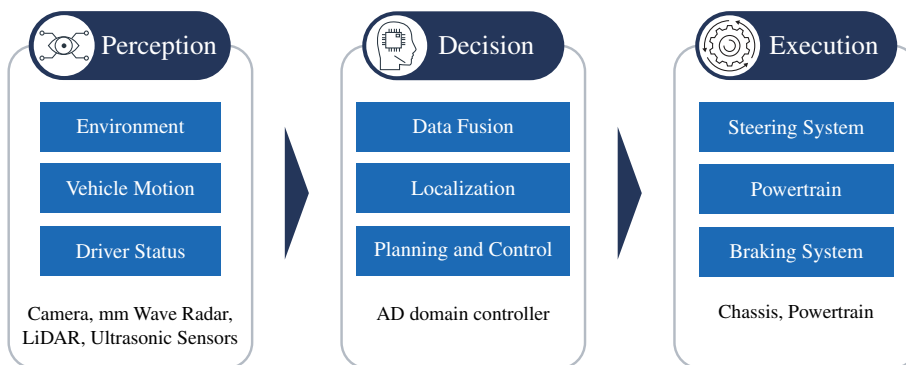 Perception
Environment
Vehicle Motion
Driver Status
Camera, mm Wave Radar,
LiDAR, Ultrasonic Sensors
Decision
Data Fusion
Localization
Planning and Control
AD domain controller
Execution
Steering System
Powertrain
Braking System
Chassis, Powertrain